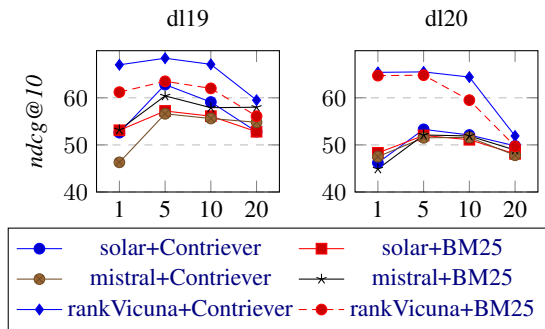 dl19
dl20
ndcg@10
60
50
40
1 5 10 20
60
50
40
1 5 10 20
solar+Contriever solar+BM25
mistral+Contriever mistral+BM25
rankVicuna+Contriever rankVicuna+BM25